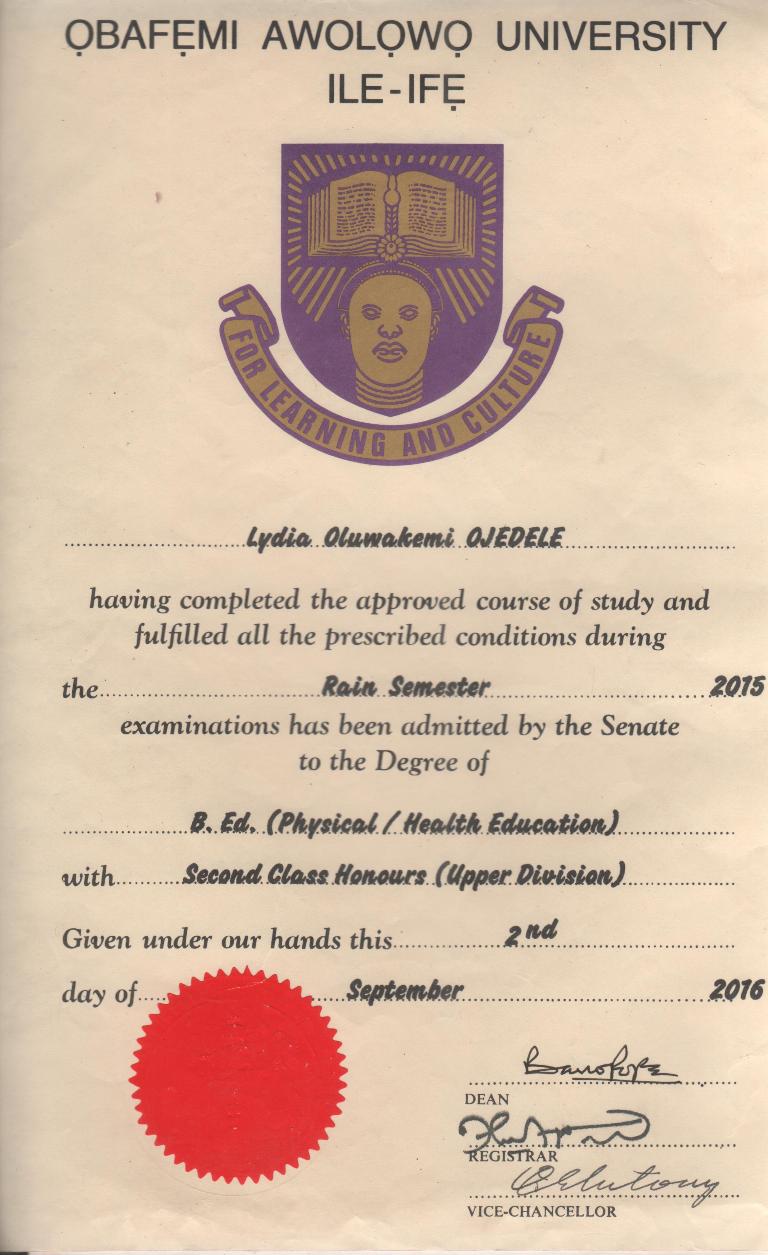 ỌBAFẸMI AWOLỌWỌ UNIVERSITY
ILE-IFẸ
FOR LEARNING AND CULTURE
Lydia Oluwakemi OJEDELE
having completed the approved course of study and
fulfilled all the prescribed conditions during
the Rain Semester 2015
examinations has been admitted by the Senate
to the Degree of
B. Ed. (Physical / Health Education)
with Second Class Honours (Upper Division)
Given under our hands this 2nd
day of September 2016
DEAN
REGISTRAR
VICE-CHANCELLOR